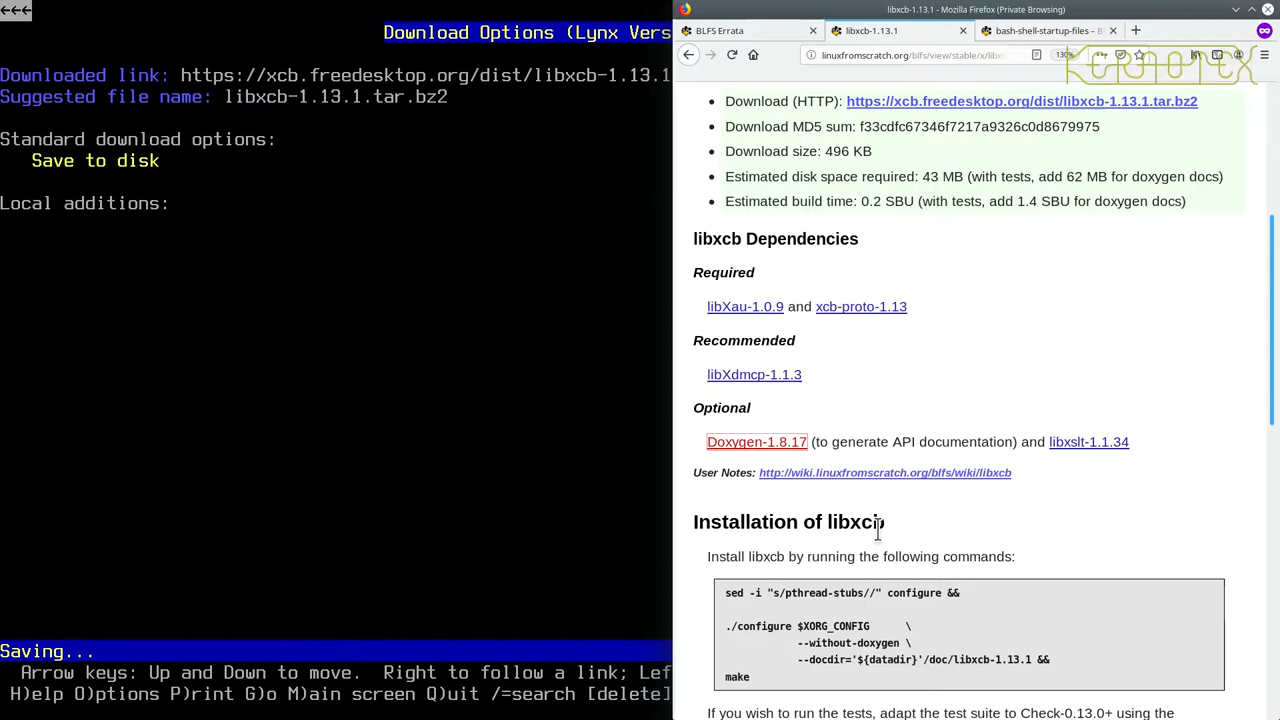 ←←←
Download Options (Lynx Vers
Downloaded link: https://xcb.freedesktop.org/dist/libxcb-1.13.1
Suggested file name: libxcb-1.13.1.tar.bz2
Standard download options:
Save to disk
Local additions:
Saving...
Arrow keys: Up and Down to move.  Right to follow a link; Lef
H)elp O)ptions P)rint G)o M)ain screen Q)uit /=search [delete]
libxcb-1.13.1 - Mozilla Firefox (Private Browsing)
BLFS Errata
libxcb-1.13.1
bash-shell-startup-files – B
linuxfromscratch.org/blfs/view/stable/x/libx
130%
KERNOTEX
Download (HTTP): https://xcb.freedesktop.org/dist/libxcb-1.13.1.tar.bz2
Download MD5 sum: f33cdfc67346f7217a9326c0d8679975
Download size: 496 KB
Estimated disk space required: 43 MB (with tests, add 62 MB for doxygen docs)
Estimated build time: 0.2 SBU (with tests, add 1.4 SBU for doxygen docs)
libxcb Dependencies
Required
libXau-1.0.9 and xcb-proto-1.13
Recommended
libXdmcp-1.1.3
Optional
Doxygen-1.8.17 (to generate API documentation) and libxslt-1.1.34
User Notes: http://wiki.linuxfromscratch.org/blfs/wiki/libxcb
Installation of libxcb
Install libxcb by running the following commands:
sed -i "s/pthread-stubs//" configure &&
./configure $XORG_CONFIG      \
--without-doxygen \
--docdir='${datadir}'/doc/libxcb-1.13.1 &&
make
If you wish to run the tests, adapt the test suite to Check-0.13.0+ using the